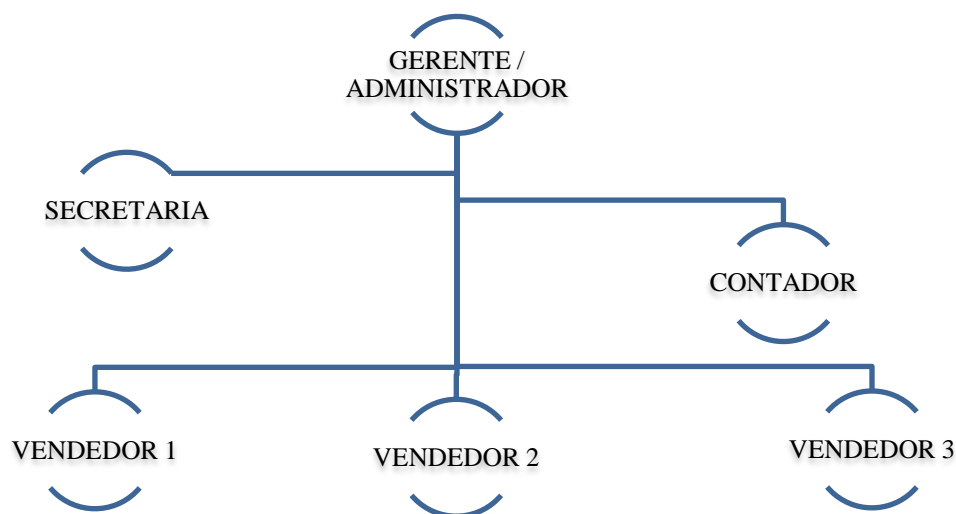 GERENTE /
ADMINISTRADOR
SECRETARIA
CONTADOR
VENDEDOR 1
VENDEDOR 2
VENDEDOR 3